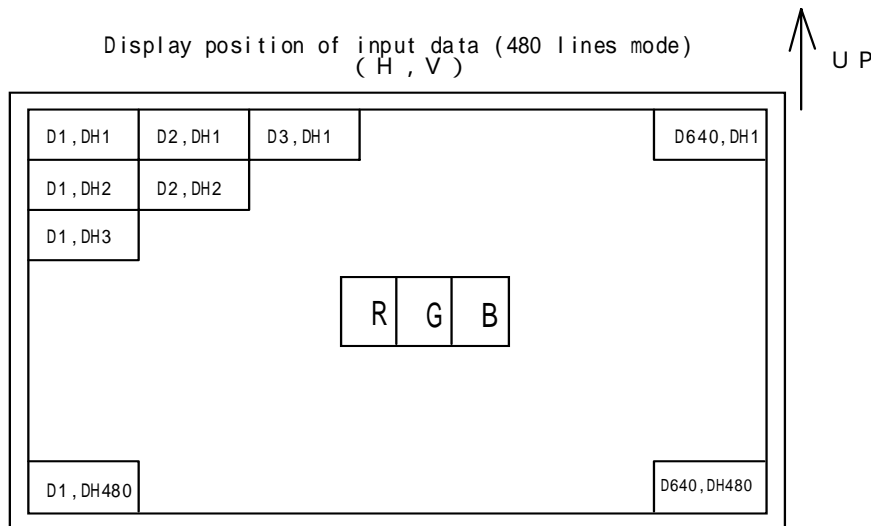 Display position of input data (480 lines mode)
(H,V)
UP
D1,DH1 D2,DH1 D3,DH1 D640,DH1
D1,DH2 D2,DH2
D1,DH3
R G B
D1,DH480 D640,DH480